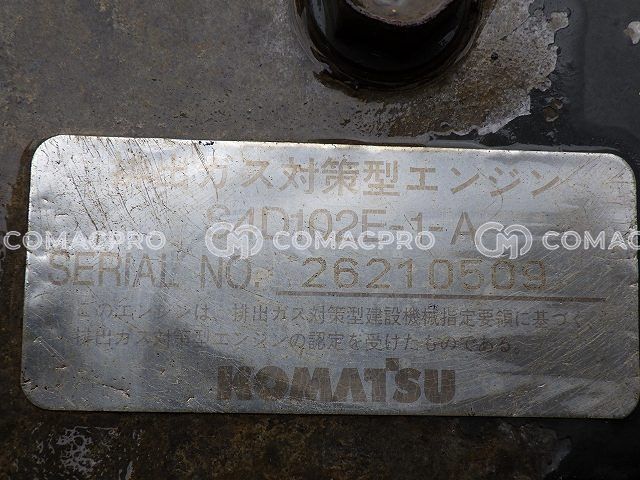 排出ガス対策型エンジン
S4D102E-1-A
COMACPRO COMACPRO COMACPRO
SERIAL NO. 26210509
このエンジンは、排出ガス対策型建設機械指定要領に基づく
排出ガス対策型エンジンの認定を受けたものである。
KOMATSU